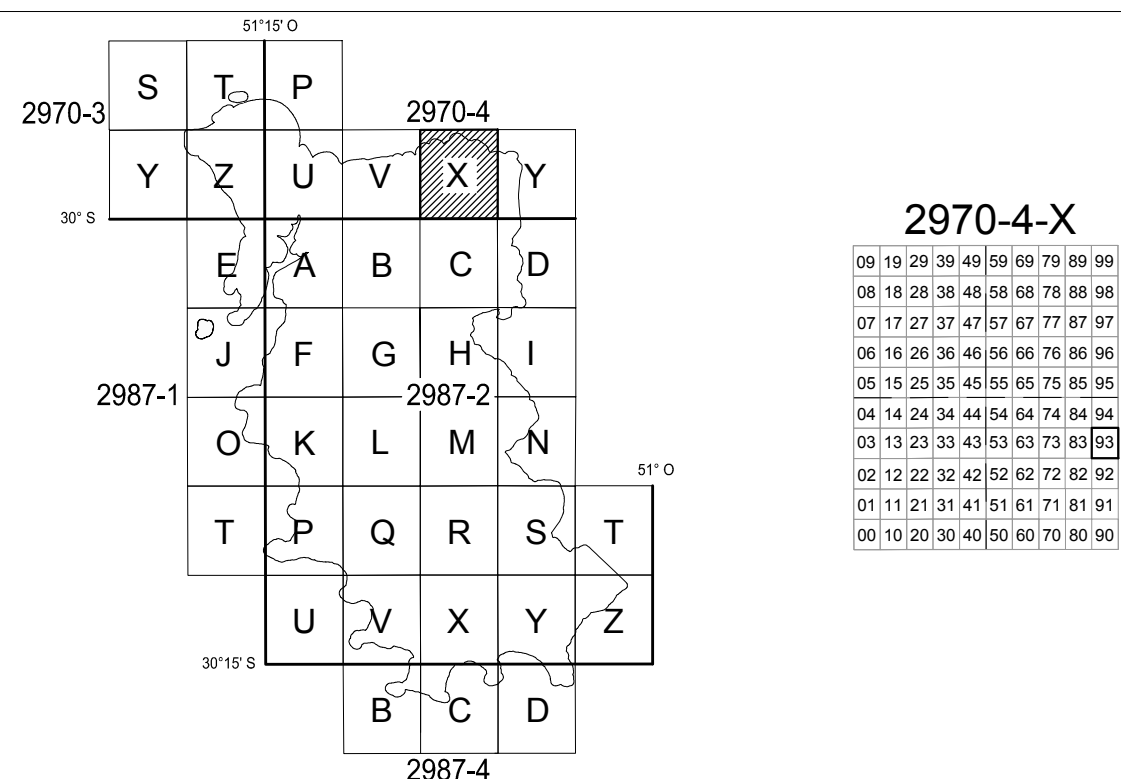 51°15' O
S T P
2970-3
2970-4
Y Z U V X Y
30° S
E A B C D
J F G H I
2987-1
2987-2
O K L M N
51° O
T P Q R S T
U V X Y Z
30°15' S
B C D
2987-4
2970-4-X
09 19 29 39 49 59 69 79 89 99
08 18 28 38 48 58 68 78 88 98
07 17 27 37 47 57 67 77 87 97
06 16 26 36 46 56 66 76 86 96
05 15 25 35 45 55 65 75 85 95
04 14 24 34 44 54 64 74 84 94
03 13 23 33 43 53 63 73 83 93
02 12 22 32 42 52 62 72 82 92
01 11 21 31 41 51 61 71 81 91
00 10 20 30 40 50 60 70 80 90